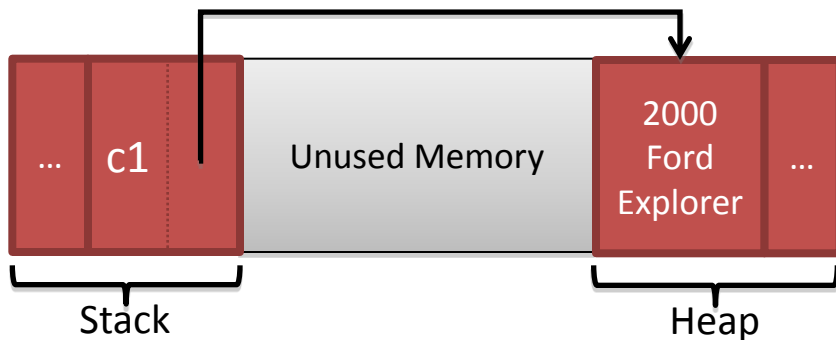 ...
c1
Unused Memory
2000
Ford
Explorer
...
Stack
Heap